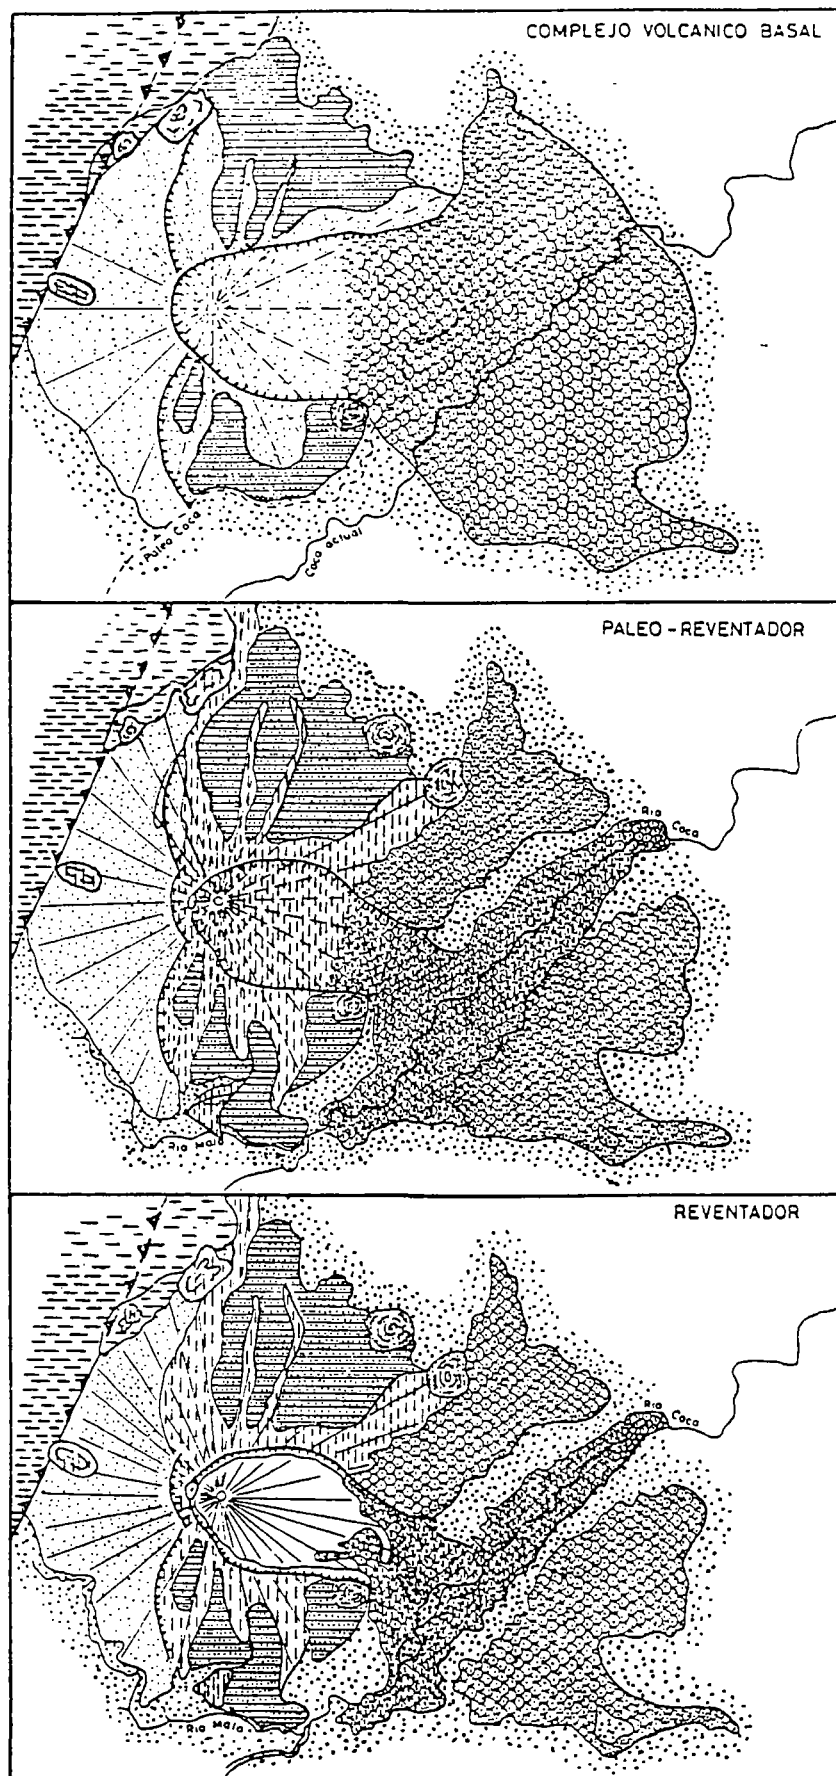 COMPLEJO VOLCANICO BASAL
Paleo Coca
Coca actual
PALEO - REVENTADOR
Rio
Coca
Rio Malo
REVENTADOR
Rio
Coca
Rio Malo